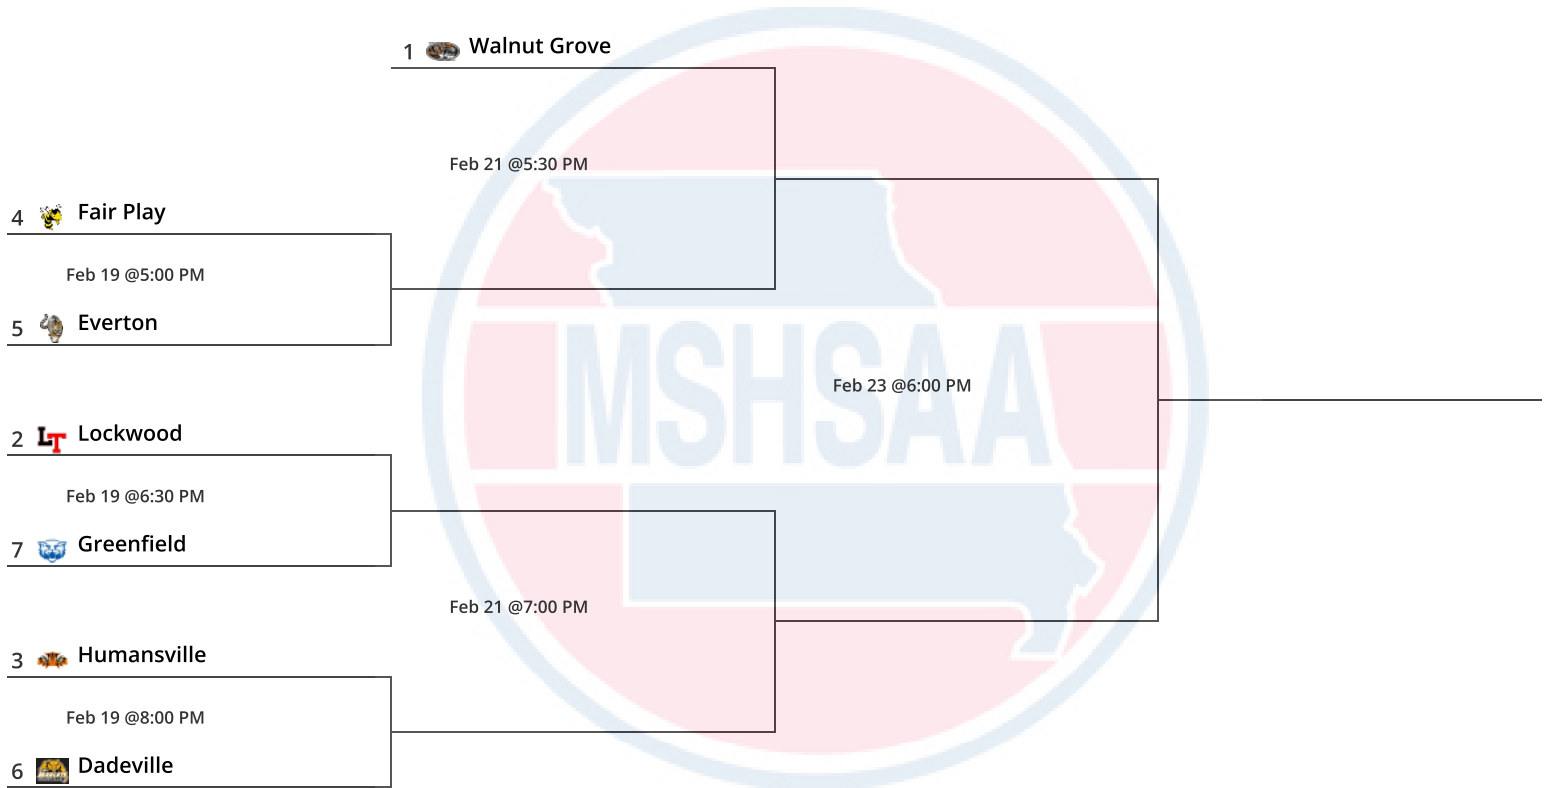 1 Walnut Grove
Feb 21 @5:30 PM
4 Fair Play
Feb 19 @5:00 PM
5 Everton
MSHSAA
Feb 23 @6:00 PM
2 LT Lockwood
Feb 19 @6:30 PM
7 Greenfield
Feb 21 @7:00 PM
3 Humansville
Feb 19 @8:00 PM
6 Dadeville